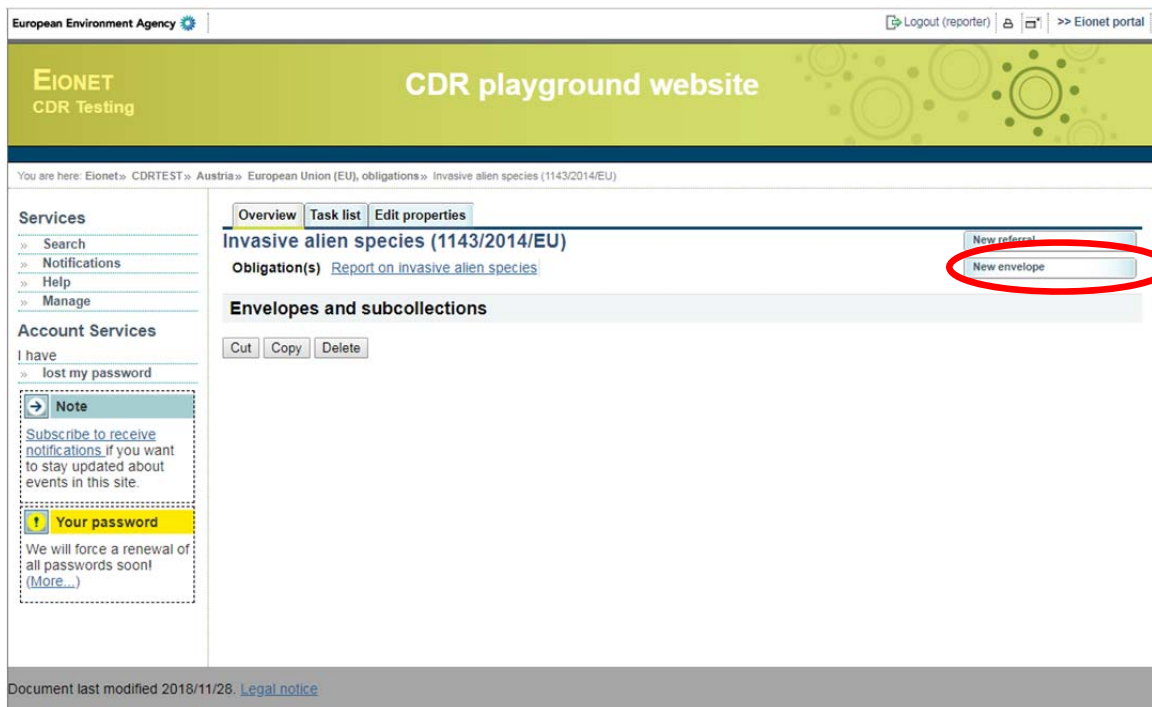 European Environment Agency
Logout (reporter)
>> Eionet portal
EIONET
CDR Testing
CDR playground website
You are here: Eionet» CDRTEST» Austria» European Union (EU), obligations» Invasive alien species (1143/2014/EU)
Services
» Search
» Notifications
» Help
» Manage
Account Services
I have
» lost my password
Note
Subscribe to receive
notifications if you want
to stay updated about
events in this site.
! Your password
We will force a renewal of
all passwords soon!
(More...)
Overview Task list Edit properties
Invasive alien species (1143/2014/EU)
Obligation(s) Report on invasive alien species
New referral
New envelope
Envelopes and subcollections
Cut Copy Delete
Document last modified 2018/11/28. Legal notice